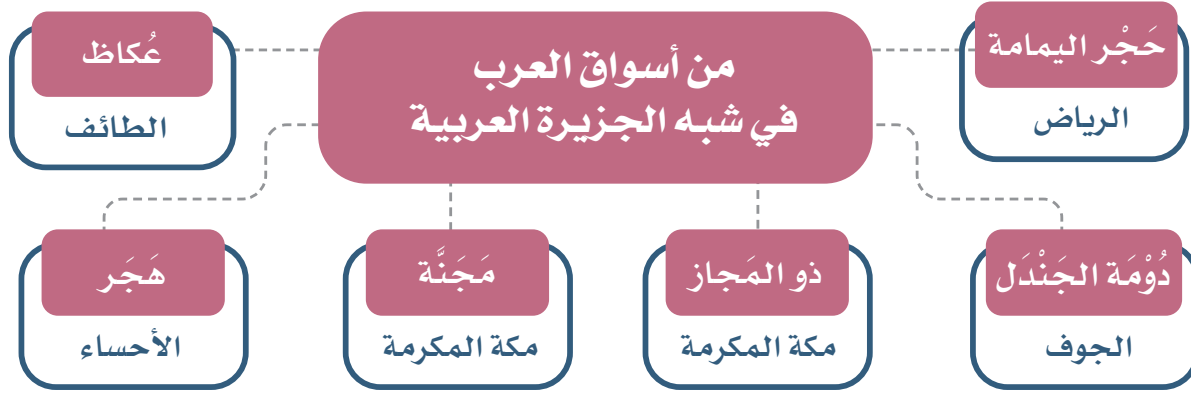 من أسواق العرب
في شبه الجزيرة العربية
حَجْر اليمامة
الرياض
عُكاظ
الطائف
دُوْمَة الجَنْدَل
الجوف
ذو المَجاز
مكة المكرمة
مَجَنَّة
مكة المكرمة
هَجَر
الأحساء